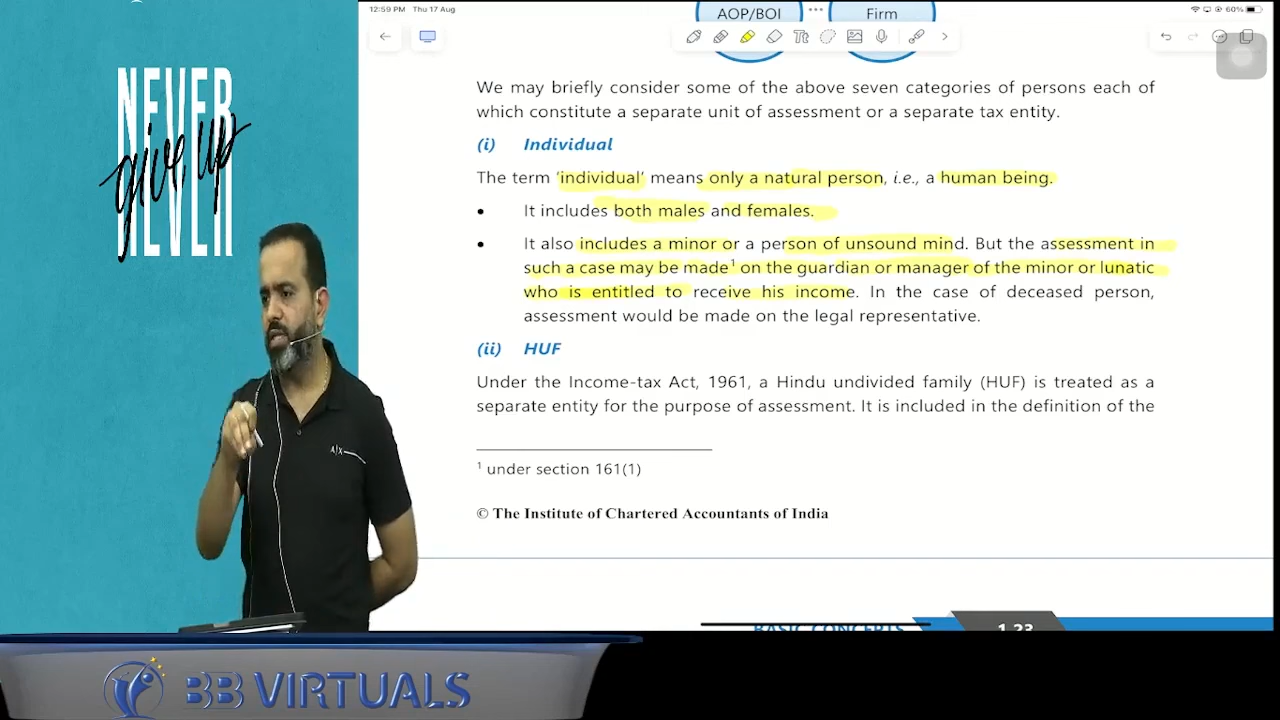 12:59 PM Thu 17 Aug
60%
AOP/BOI
Firm
NEVER
give up
NEVER
We may briefly consider some of the above seven categories of persons each of
which constitute a separate unit of assessment or a separate tax entity.
(i) Individual
The term 'individual' means only a natural person, i.e., a human being.
• It includes both males and females.
• It also includes a minor or a person of unsound mind. But the assessment in
such a case may be made¹ on the guardian or manager of the minor or lunatic
who is entitled to receive his income. In the case of deceased person,
assessment would be made on the legal representative.
(ii) HUF
Under the Income-tax Act, 1961, a Hindu undivided family (HUF) is treated as a
separate entity for the purpose of assessment. It is included in the definition of the
¹ under section 161(1)
© The Institute of Chartered Accountants of India
BASIC CONCEPTS
1.23
A|X
BB VIRTUALS